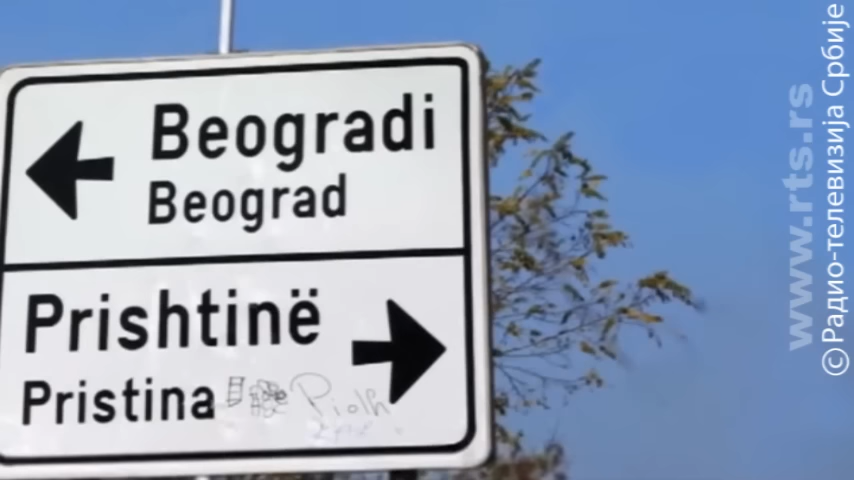 Beogradi
Beograd
Prishtinë
Pristina
www.rts.rs
©Радио-телевизија Србије